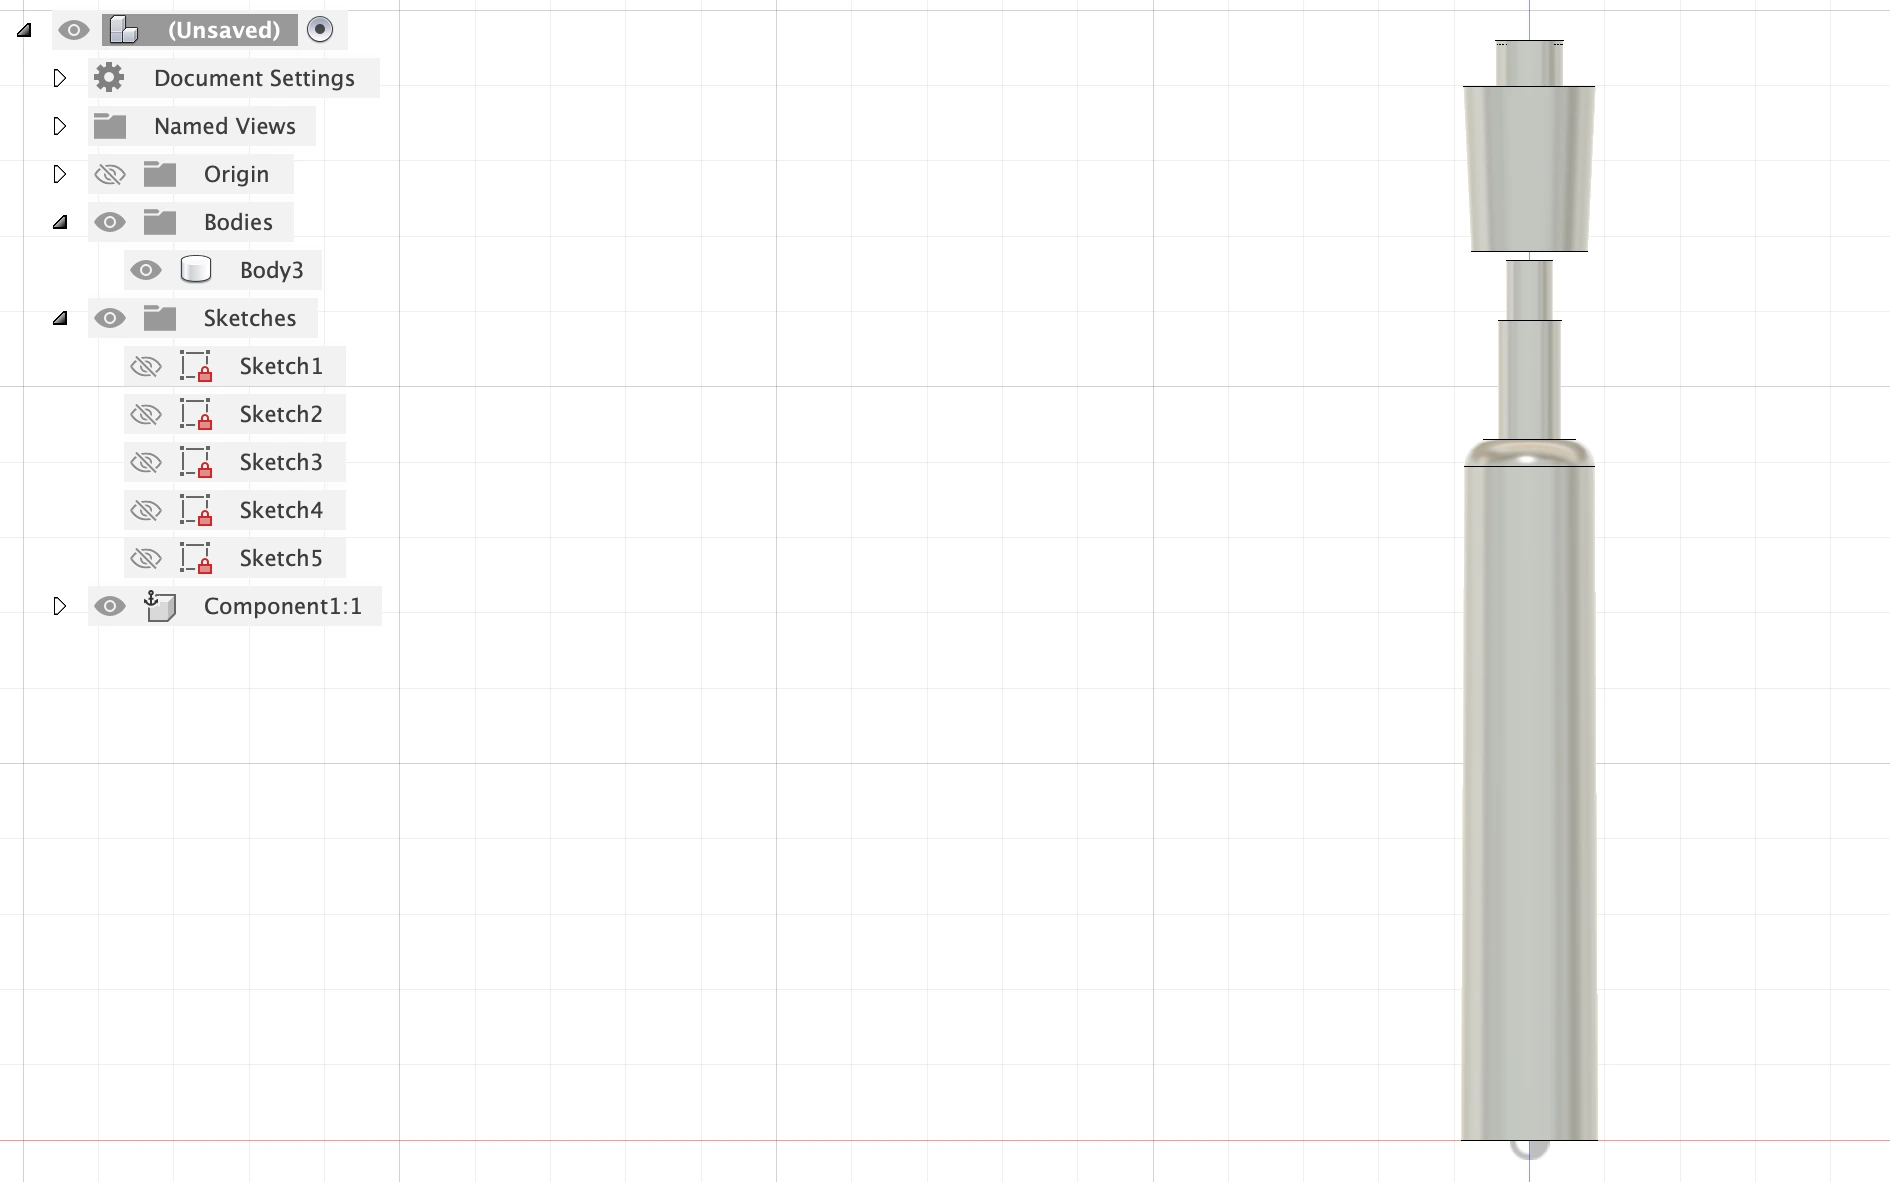 (Unsaved)
Document Settings
Named Views
Origin
Bodies
Body3
Sketches
Sketch1
Sketch2
Sketch3
Sketch4
Sketch5
Component1:1